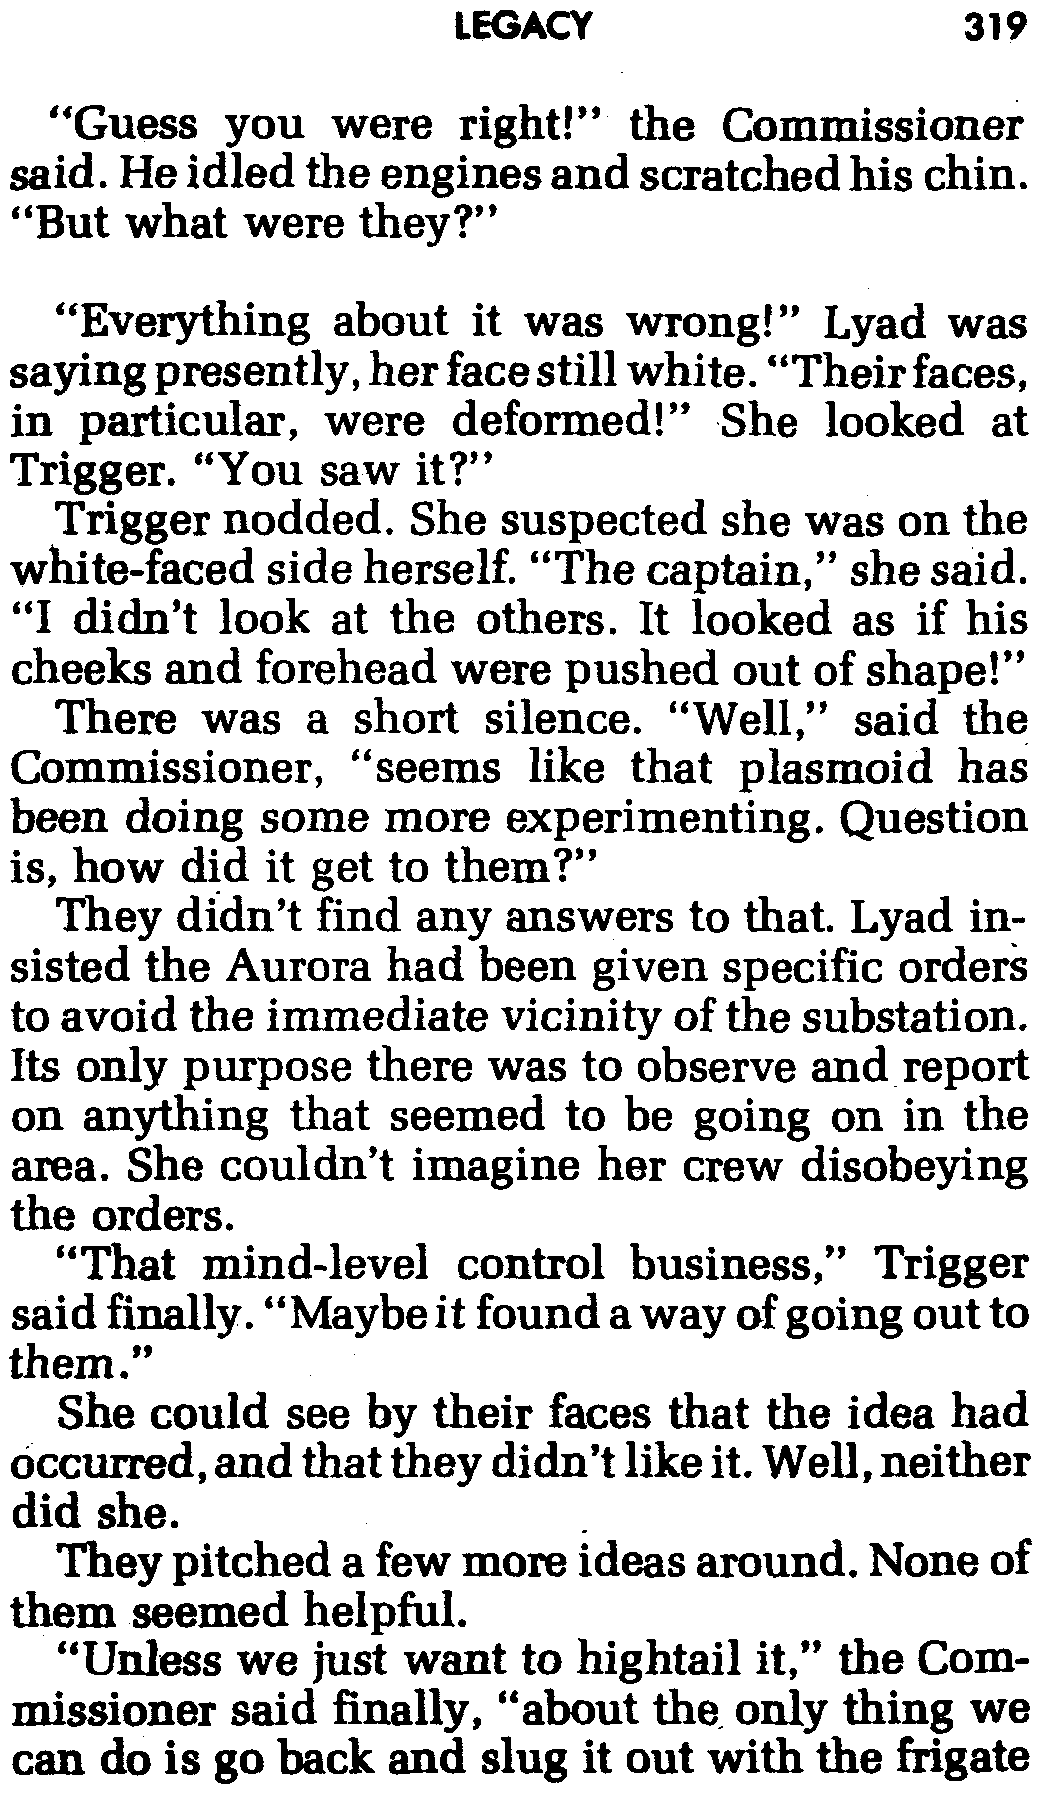 LEGACY 319
“Guess you were right!” the Commissioner
said. He idled the engines and scratched his chin.
“But what were they?”
“Everything about it was wrong!” Lyad was
saying presently, her face still white. “Their faces,
in particular, were deformed!” She looked at
Trigger. “You saw it?”
Trigger nodded. She suspected she was on the
white-faced side herself. “The captain,” she said.
“I didn’t look at the others. It looked as if his
cheeks and forehead were pushed out of shape!”
There was a short silence. “Well,” said the
Commissioner, “seems like that plasmoid has
been doing some more experimenting. Question
is, how did it get to them?”
They didn’t find any answers to that. Lyad in-
sisted the Aurora had been given specific orders
to avoid the immediate vicinity of the substation.
Its only purpose there was to observe and report
on anything that seemed to be going on in the
area. She couldn’t imagine her crew disobeying
the orders.
“That mind-level control business,” Trigger
said finally. “Maybe it found a way of going out to
them.”
She could see by their faces that the idea had
occurred, and that they didn’t like it. Well, neither
did she.
They pitched a few more ideas around. None of
them seemed helpful.
“Unless we just want to hightail it,” the Com-
missioner said finally, “about the only thing we
can do is go back and slug it out with the frigate